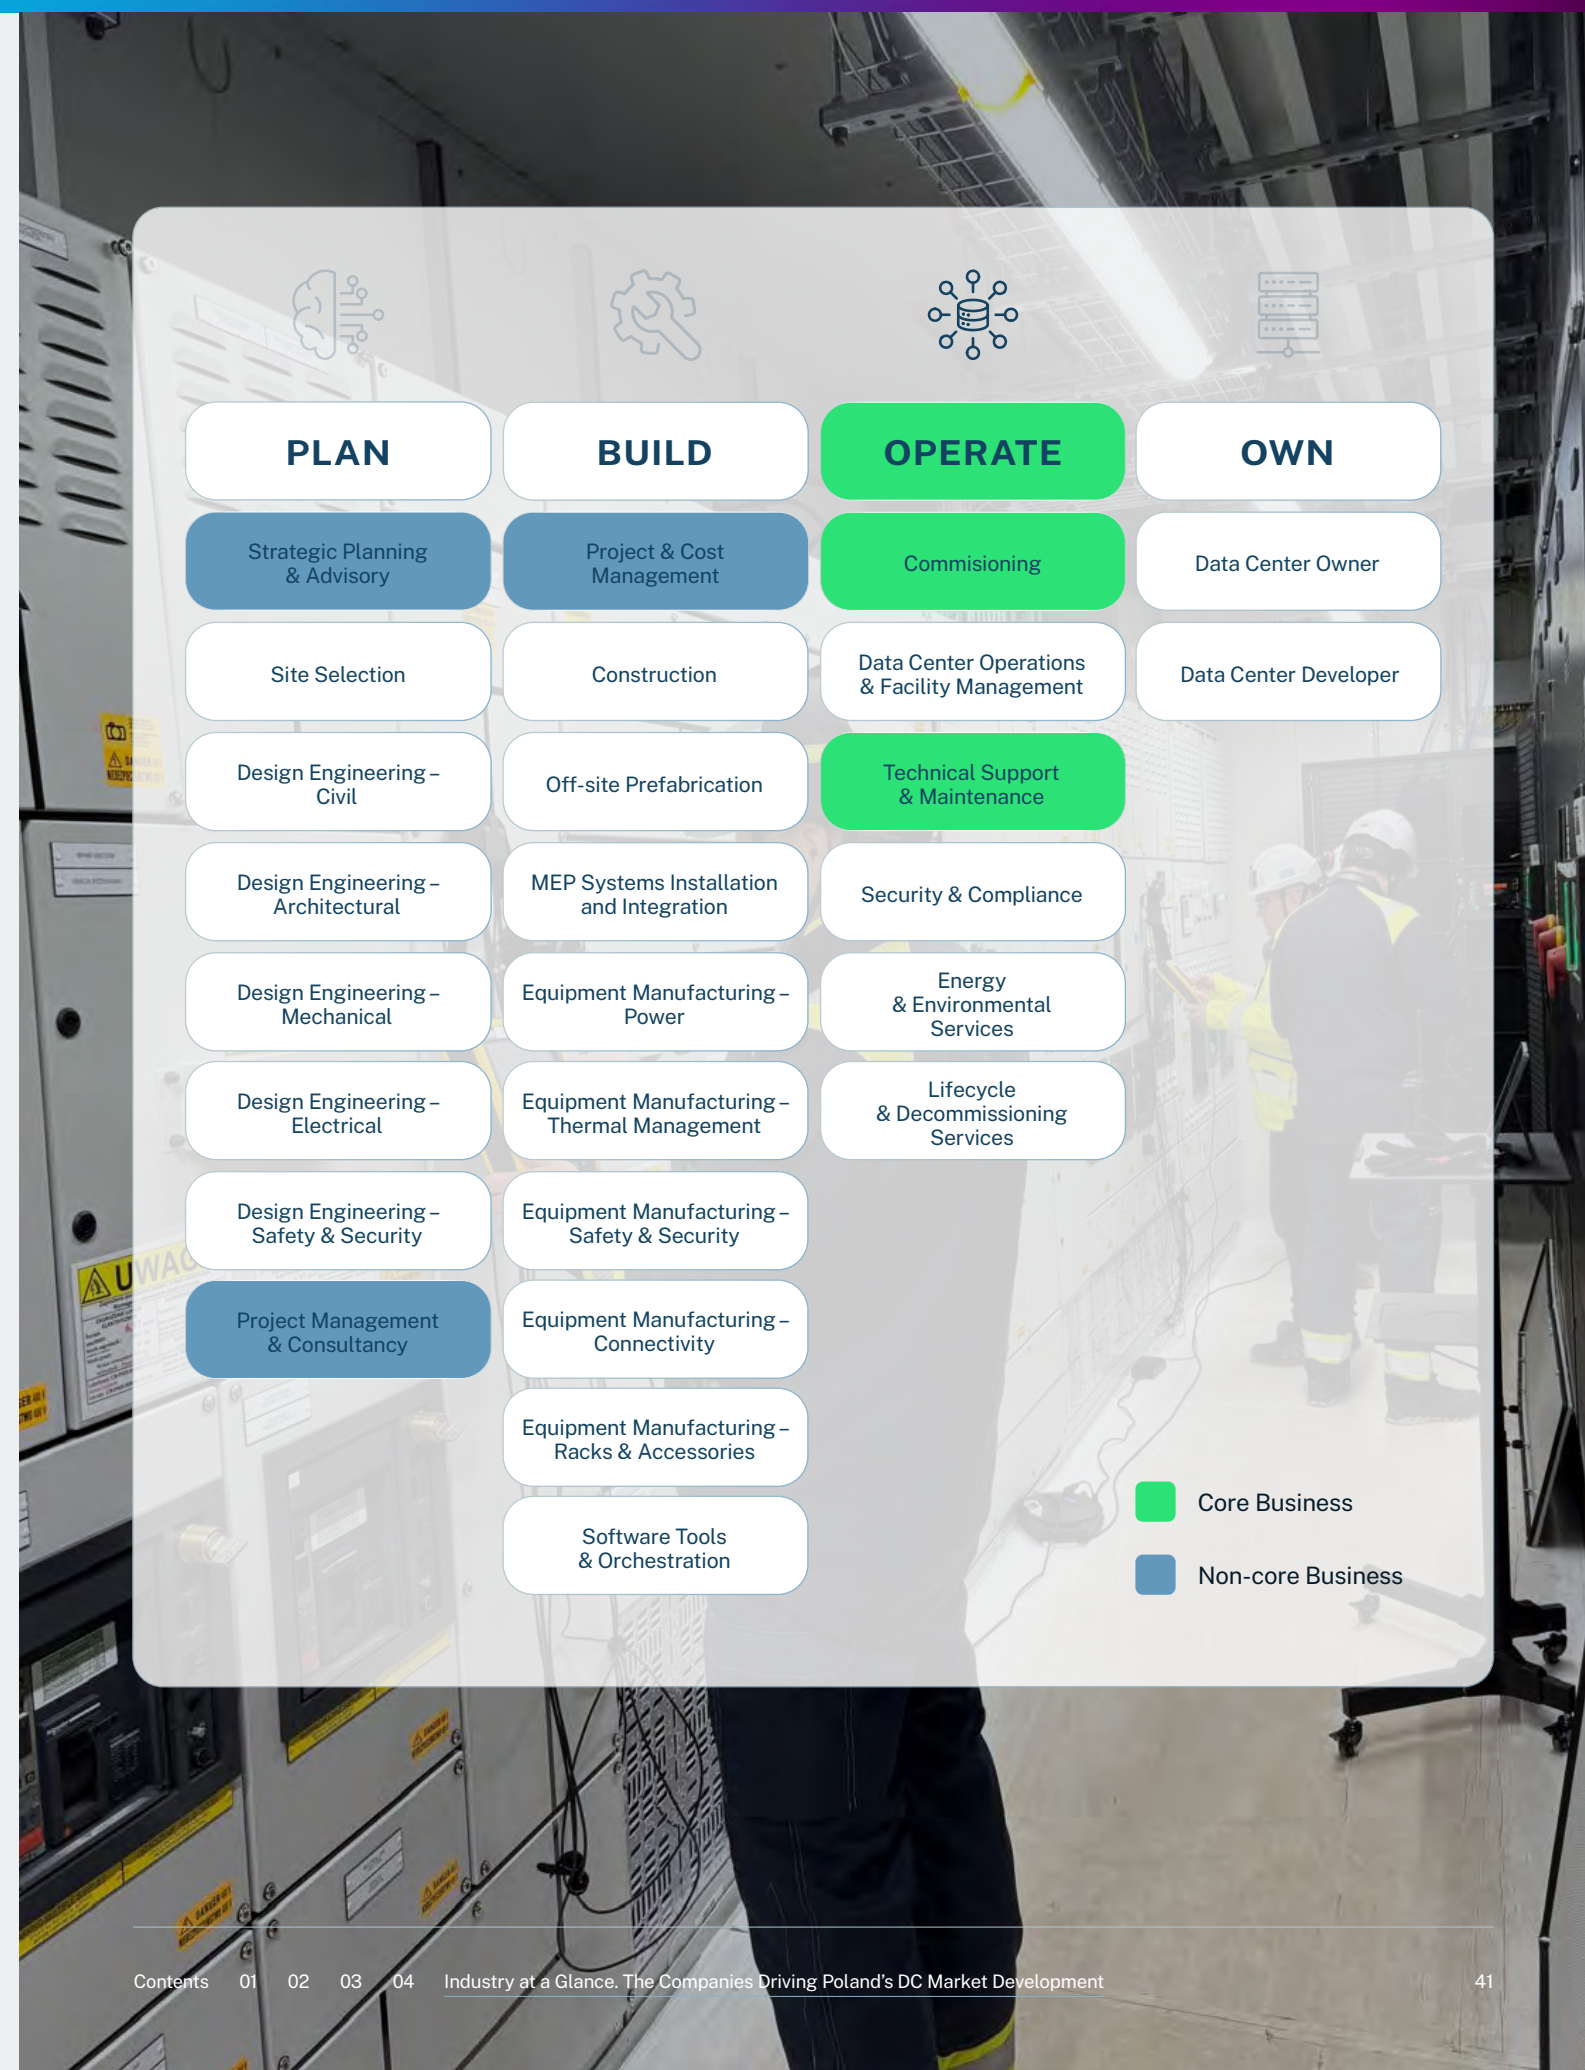 PLAN
Strategic Planning
& Advisory
Site Selection
Design Engineering –
Civil
Design Engineering –
Architectural
Design Engineering –
Mechanical
Design Engineering –
Electrical
Design Engineering –
Safety & Security
Project Management
& Consultancy
BUILD
Project & Cost
Management
Construction
Off-site Prefabrication
MEP Systems Installation
and Integration
Equipment Manufacturing –
Power
Equipment Manufacturing –
Thermal Management
Equipment Manufacturing –
Safety & Security
Equipment Manufacturing –
Connectivity
Equipment Manufacturing –
Racks & Accessories
Software Tools
& Orchestration
OPERATE
Commisioning
Data Center Operations
& Facility Management
Technical Support
& Maintenance
Security & Compliance
Energy
& Environmental
Services
Lifecycle
& Decommissioning
Services
OWN
Data Center Owner
Data Center Developer
Core Business
Non-core Business
UWAG
Contents 01 02 03 04 Industry at a Glance. The Companies Driving Poland's DC Market Development 41